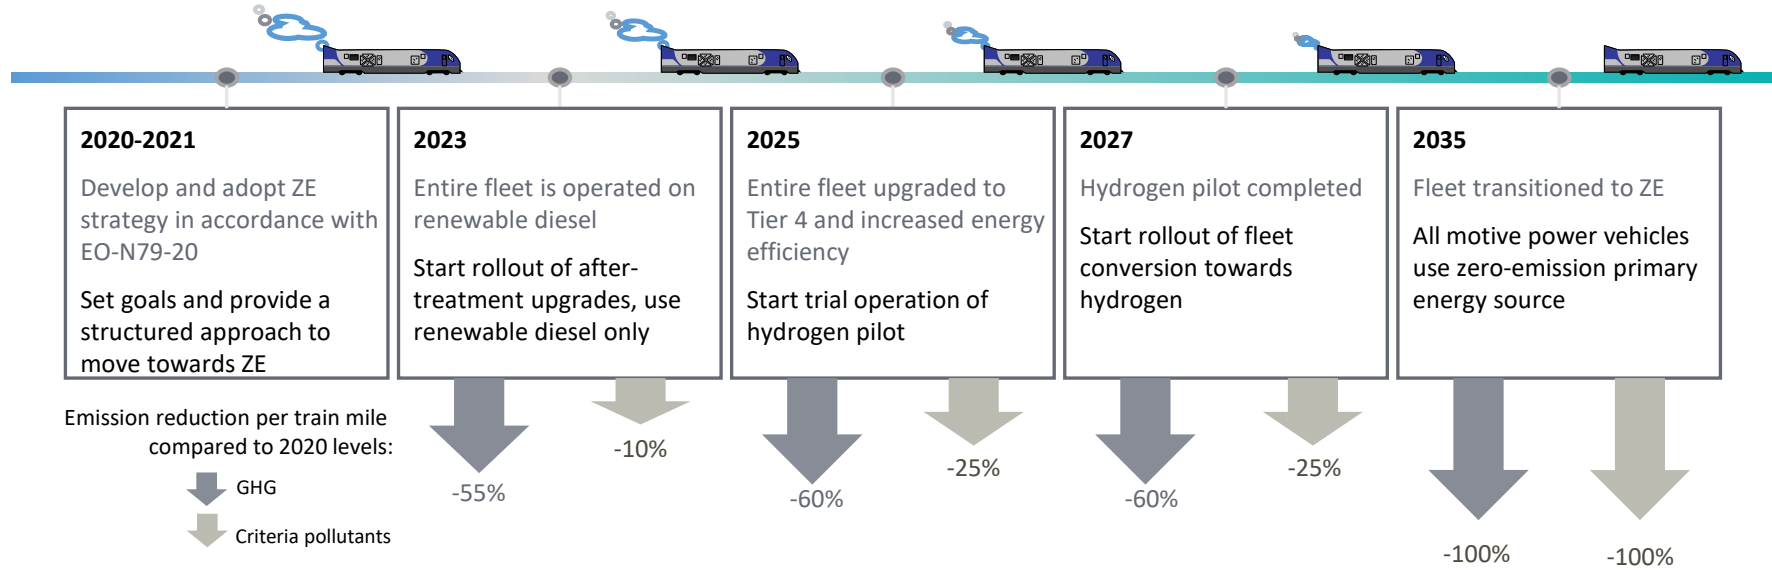 2020-2021
Develop and adopt ZE
strategy in accordance with
EO-N79-20
Set goals and provide a
structured approach to
move towards ZE
2023
Entire fleet is operated on
renewable diesel
Start rollout of after-
treatment upgrades, use
renewable diesel only
2025
Entire fleet upgraded to
Tier 4 and increased energy
efficiency
Start trial operation of
hydrogen pilot
2027
Hydrogen pilot completed
Start rollout of fleet
conversion towards
hydrogen
2035
Fleet transitioned to ZE
All motive power vehicles
use zero-emission primary
energy source
Emission reduction per train mile
compared to 2020 levels:
GHG
Criteria pollutants
-55%
-10%
-60%
-25%
-60%
-25%
-100%
-100%